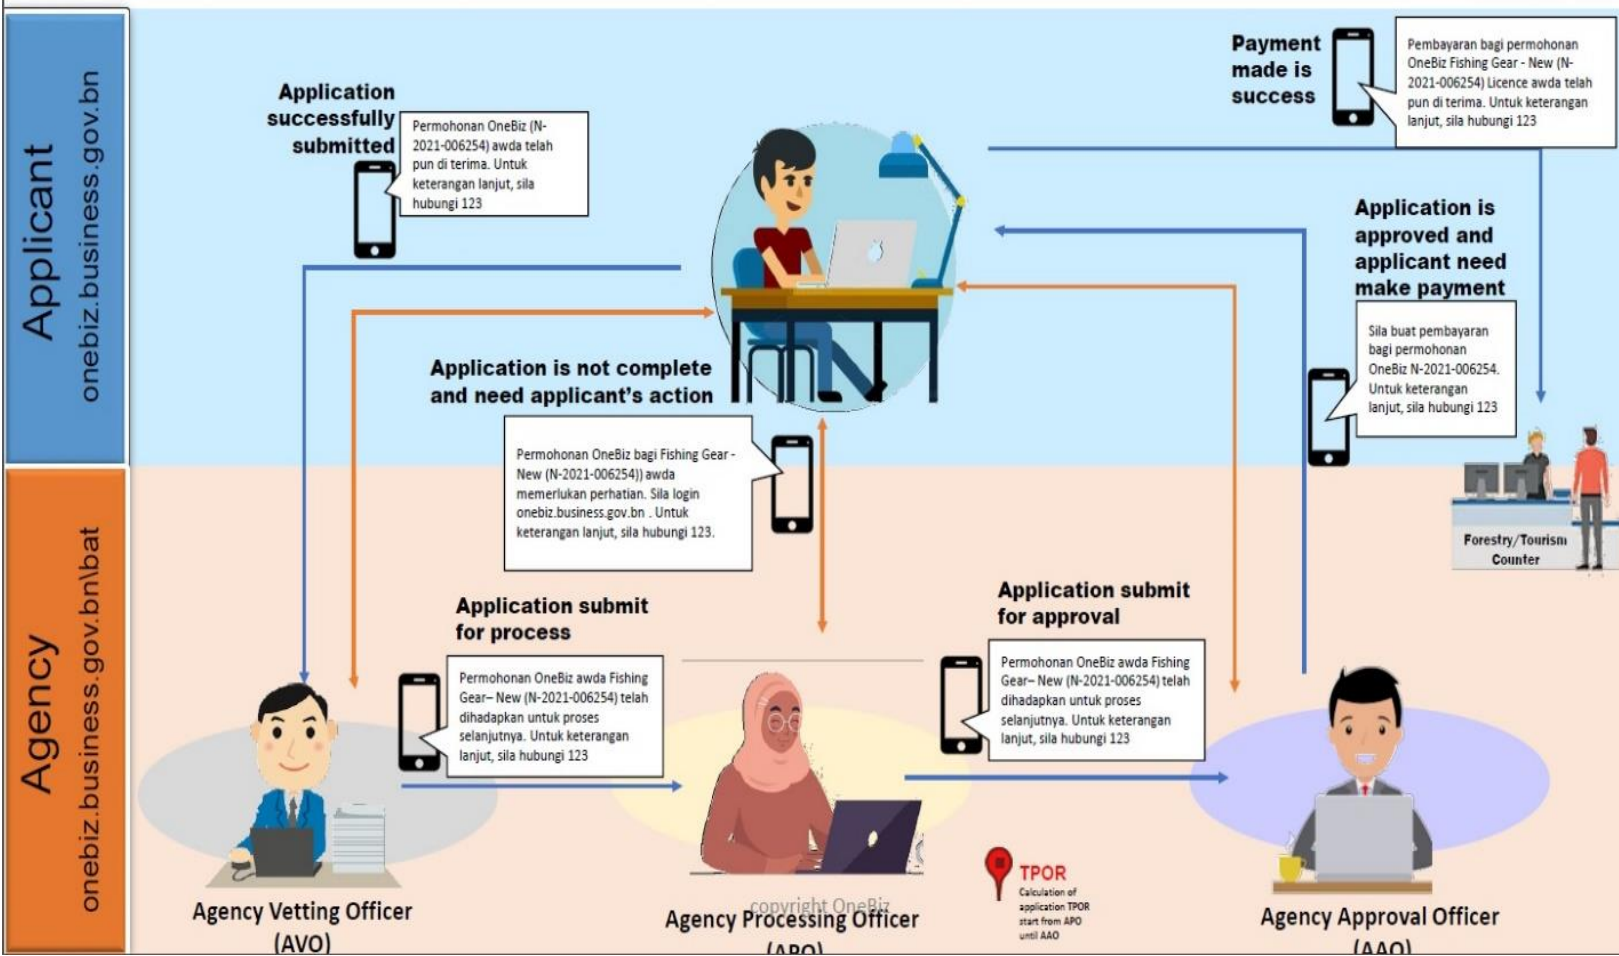 Applicant
onebiz.business.gov.bn
Application
successfully
submitted
Permohonan OneBiz (N-
2021-006254) awda telah
pun di terima. Untuk
keterangan lanjut, sila
hubungi 123
Payment
made is
success
Pembayaran bagi permohonan
OneBiz Fishing Gear - New (N-
2021-006254) Licence awda telah
pun di terima. Untuk keterangan
lanjut, sila hubungi 123
Application is
approved and
applicant need
make payment
Sila buat pembayaran
bagi permohonan
OneBiz N-2021-006254.
Untuk keterangan
lanjut, sila hubungi 123
Application is not complete
and need applicant's action
Permohonan OneBiz bagi Fishing Gear -
New (N-2021-006254)) awda
memerlukan perhatian. Sila login
onebiz.business.gov.bn . Untuk
keterangan lanjut, sila hubungi 123.
Forestry/Tourism
Counter
Agency
onebiz.business.gov.bn\bat
Application submit
for process
Permohonan OneBiz awda Fishing
Gear– New (N-2021-006254) telah
dihadapkan untuk proses
selanjutnya. Untuk keterangan
lanjut, sila hubungi 123
Application submit
for approval
Permohonan OneBiz awda Fishing
Gear– New (N-2021-006254) telah
dihadapkan untuk proses
selanjutnya. Untuk keterangan
lanjut, sila hubungi 123
Agency Vetting Officer
(AVO)
copyright OneBiz
Agency Processing Officer
(APO)
TPOR
Calculation of
application TPOR
start from APO
until AAO
Agency Approval Officer
(AAO)